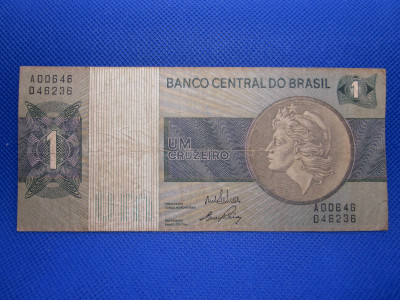 A00646
046236
BANCO CENTRAL DO BRASIL
1
1
UM
CRUZEIRO
A00646
046236